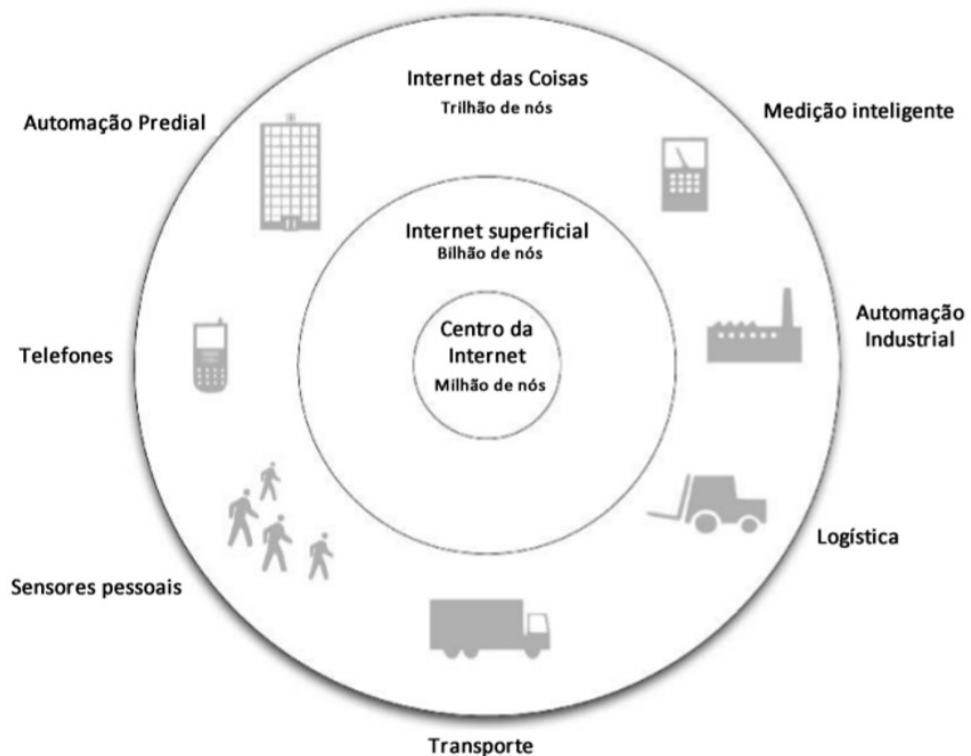 Internet das Coisas
Trilhão de nós
Automação Predial
Medição inteligente
Internet superficial
Bilhão de nós
Centro da
Internet
Milhão de nós
Automação
Industrial
Telefones
Logística
Sensores pessoais
Transporte